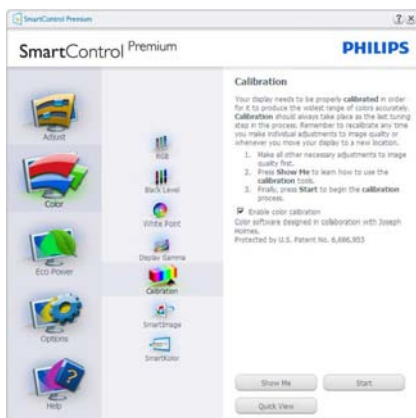 SmartControl Premium
SmartControl Premium
PHILIPS
Adjust
Color
Eco Power
Options
Help
RGB
Black Level
White Point
Display Gamma
Calibration
SmartImage
SmartKolor
Calibration
Your display needs to be properly calibrated in order
for it to produce the widest range of colors accurately.
Calibration should always take place as the last tuning
step in the process. Remember to recalibrate any time
you make individual adjustments to image quality or
whenever you move your display to a new location.
1. Make all other necessary adjustments to image
quality first.
2. Press Show Me to learn how to use the
calibration tools.
3. Finally, press Start to begin the calibration
process.
Enable color calibration
Color software designed in collaboration with Joseph
Holmes.
Protected by U.S. Patent No. 6,686,953
Show Me
Start
Quick View